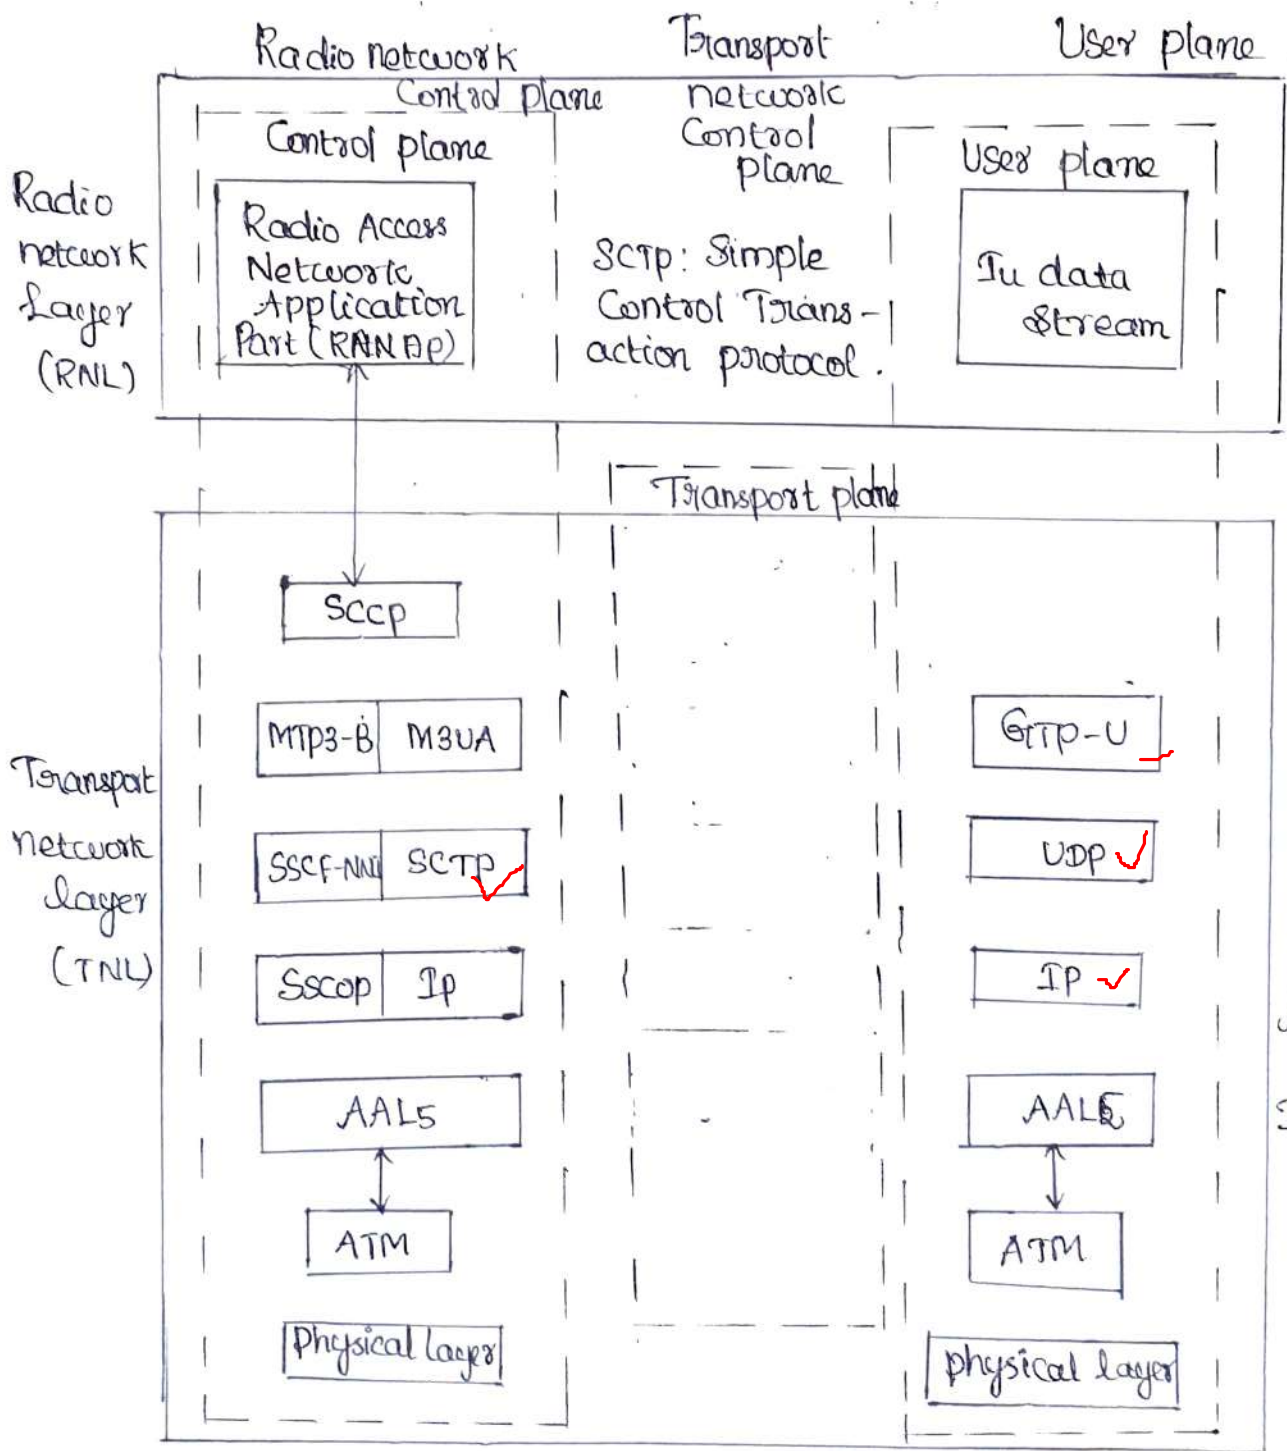 Radio network
Control plane
Transport
network
Control
plane
User plane
Radio
network
Layer
(RNL)
Control plane
Radio Access
Network
Application
Part (RANAP)
SCTP: Simple
Control Trans-
action protocol.
User plane
Iu data
stream
Transport plane
Transport
network
layer
(TNL)
SCCP
MTP3-B M3UA
SSCF-NNI SCTP
SSCOP IP
AAL5
ATM
Physical layer
GTP-U
UDP
IP
ATM
physical layer